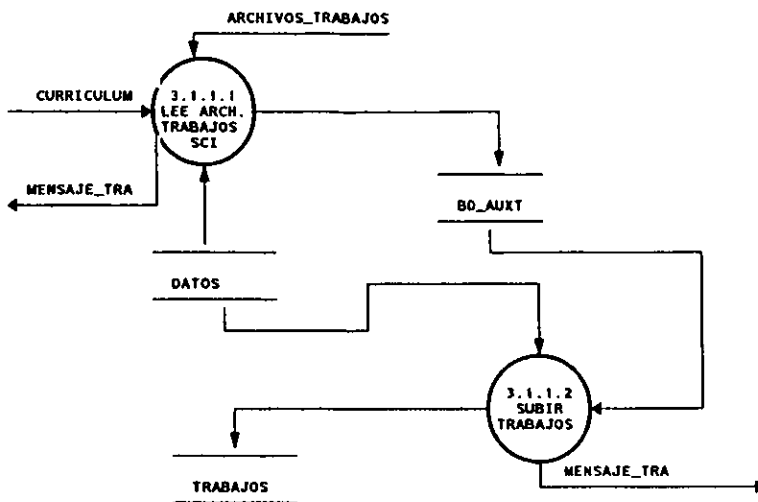 ARCHIVOS_TRABAJOS
CURRICULUM
3.1.1.1
LEE ARCH.
TRABAJOS
SCI
MENSAJE_TRA
BD_AUXT
DATOS
3.1.1.2
SUBIR
TRABAJOS
MENSAJE_TRA
TRABAJOS